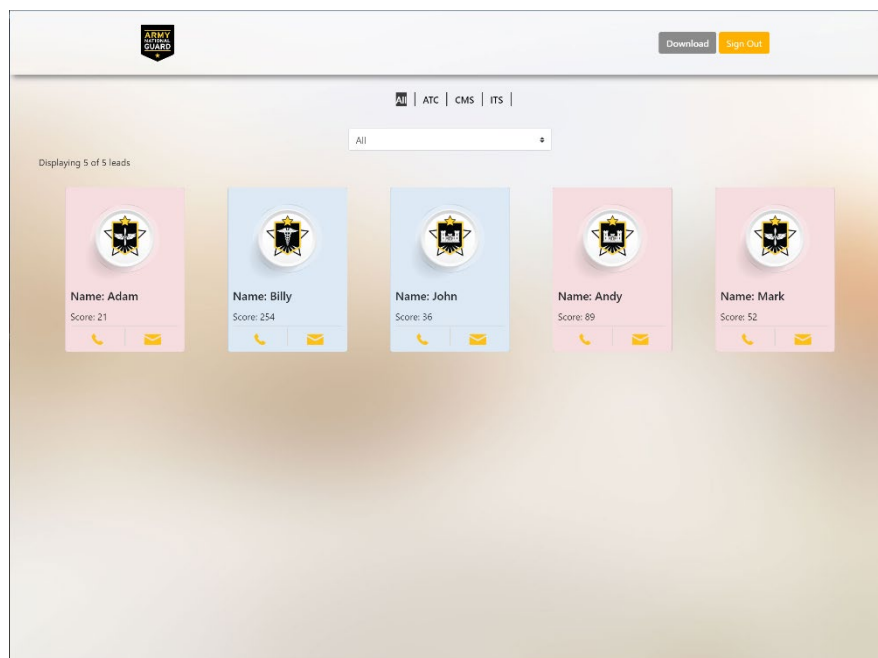 ARMY
NATIONAL
GUARD
Download Sign Out
All | ATC | CMS | ITS |
All
Displaying 5 of 5 leads
Name: Adam
Score: 21
Name: Billy
Score: 254
Name: John
Score: 36
Name: Andy
Score: 89
Name: Mark
Score: 52